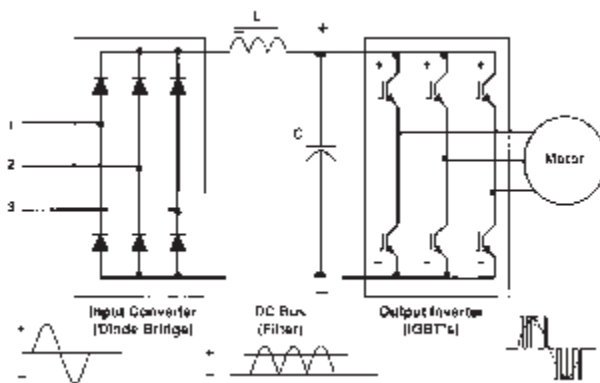 L
+
+ + +
1
C
2
Motor
3
- - -
-
Input Converter
(Diode Bridge)
DC Bus
(Filter)
Output Inverter
(IGBT's)
+
-
+
-